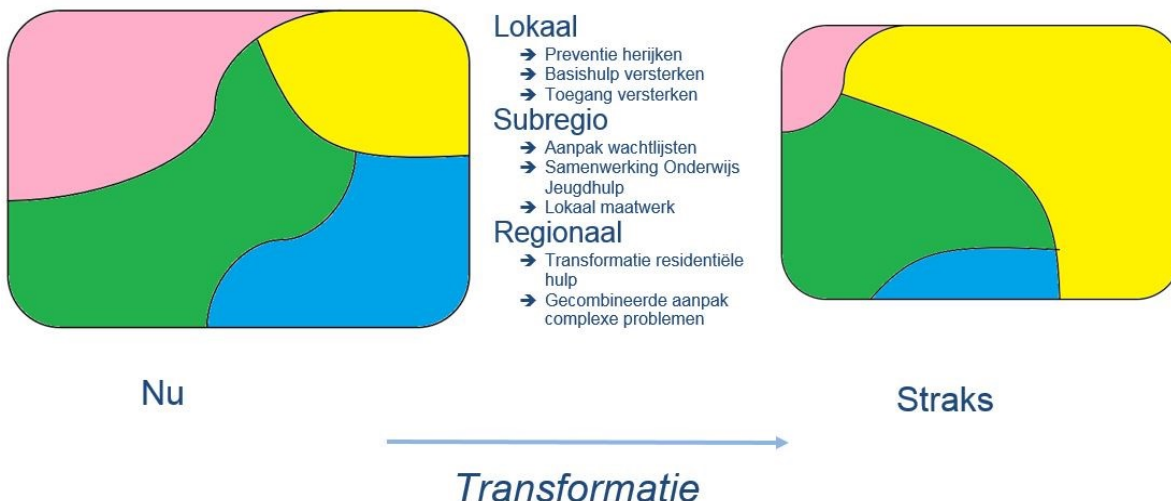 Lokaal
➔ Preventie herijken
➔ Basishulp versterken
➔ Toegang versterken
Subregio
➔ Aanpak wachtlijsten
➔ Samenwerking Onderwijs
Jeugdhulp
➔ Lokaal maatwerk
Regionaal
➔ Transformatie residentiële
hulp
➔ Gecombineerde aanpak
complexe problemen
Nu
Straks
Transformatie